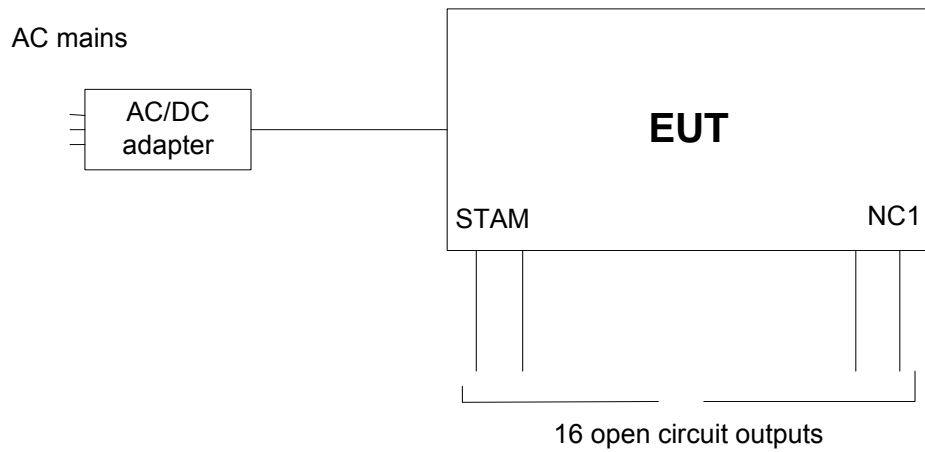 AC mains
AC/DC
adapter
EUT
STAM
NC1
16 open circuit outputs